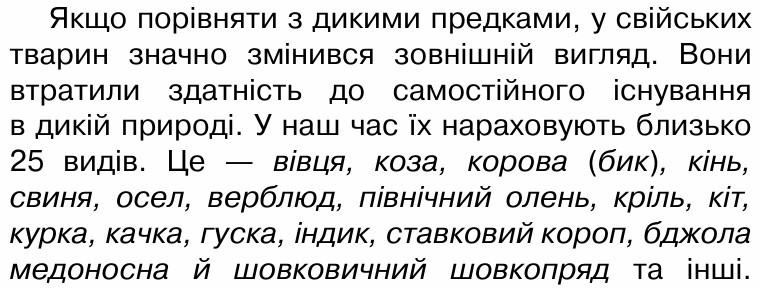 Якщо порівняти з дикими предками, у свійських
тварин значно змінився зовнішній вигляд. Вони
втратили здатність до самостійного існування
в дикій природі. У наш час їх нараховують близько
25 видів. Це — вівця, коза, корова (бик), кінь,
свиня, осел, верблюд, північний олень, кріль, кіт,
курка, качка, гуска, індик, ставковий короп, бджола
медоносна й шовковичний шовкопряд та інші.